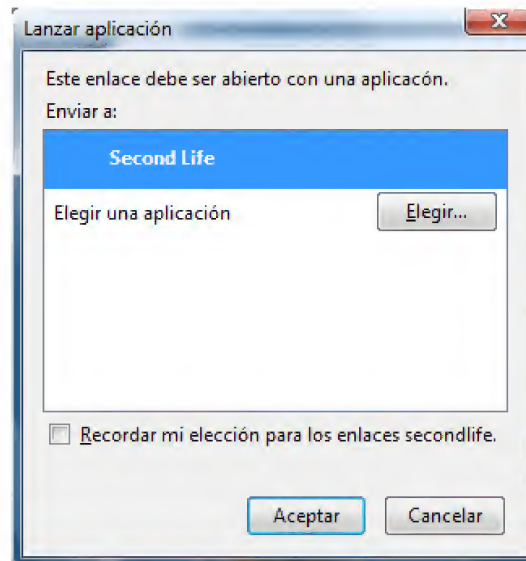 Lanzar aplicación
Este enlace debe ser abierto con una aplicacón.
Enviar a:
Second Life
Elegir una aplicación Elegir...
Recordar mi elección para los enlaces secondlife.
Aceptar Cancelar